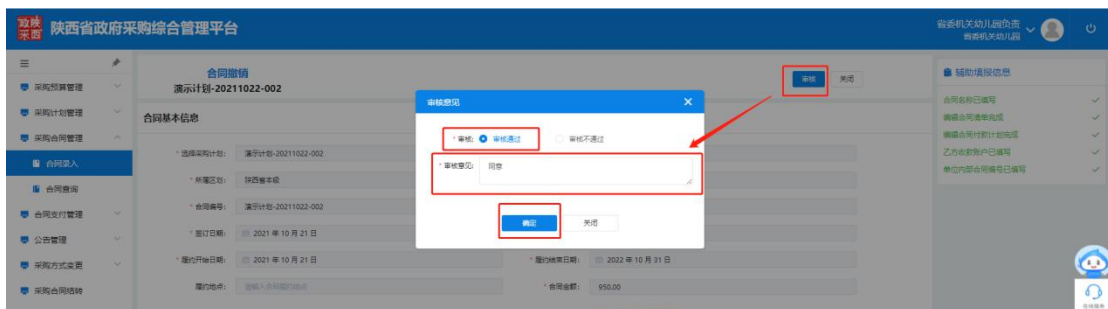 政陕
采西
陕西省政府采购综合管理平台
省委机关幼儿园负责
省委机关幼儿园
采购预算管理
采购计划管理
采购合同管理
合同录入
合同查询
合同支付管理
公告管理
采购方式变更
采购合同结转
合同撤销
演示计划-20211022-002
审核
关闭
合同基本信息
* 选择采购计划： 演示计划-20211022-002
* 所属区划： 陕西省本级
* 合同编号： 演示计划-20211022-002
* 签订日期： 2021 年 10 月 21 日
* 履约开始日期： 2021 年 10 月 21 日
* 履约结束日期： 2022 年 10 月 31 日
履约地点： 请输入合同履约地点
* 合同金额： 950.00
审核意见
* 审核： 审核通过 审核不通过
* 审核意见： 同意
确定
关闭
辅助填报信息
合同名称已填写
编辑合同清单完成
编辑合同付款计划完成
乙方收款账户已填写
单位内部合同编号已填写
在线服务